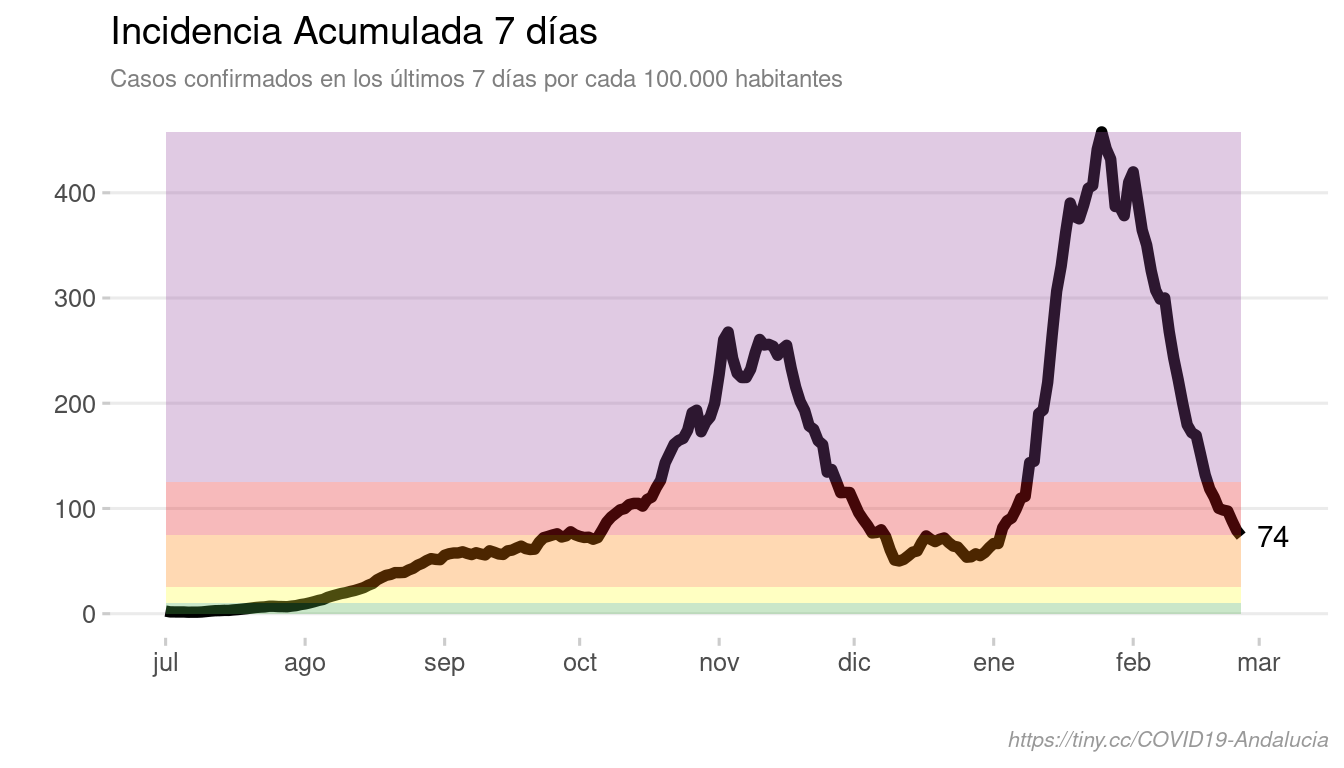 Incidencia Acumulada 7 días
Casos confirmados en los últimos 7 días por cada 100.000 habitantes
400
300
200
100
0
74
jul ago sep oct nov dic ene feb mar
https://tiny.cc/COVID19-Andalucia